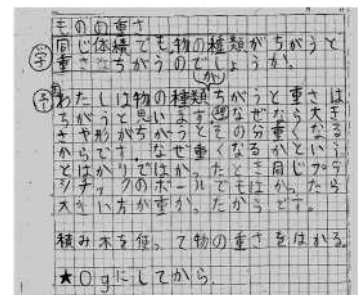 ものの重さ
学 同じ体積でも、物の種類がちがうと
重さはちがうのでしょうか。
予 わたしは物の種類がちがうと重さは
ちがうと思います。理なぜなら大き
さや形がちがうとその分重くなる
からです。なぜ重くなるかという
とはかりではかったとき同じプラ
スチックのボールでもはかったら
大きい方が重かったからです。
積み木を使って物の重さをはかる。
★0gにしてから